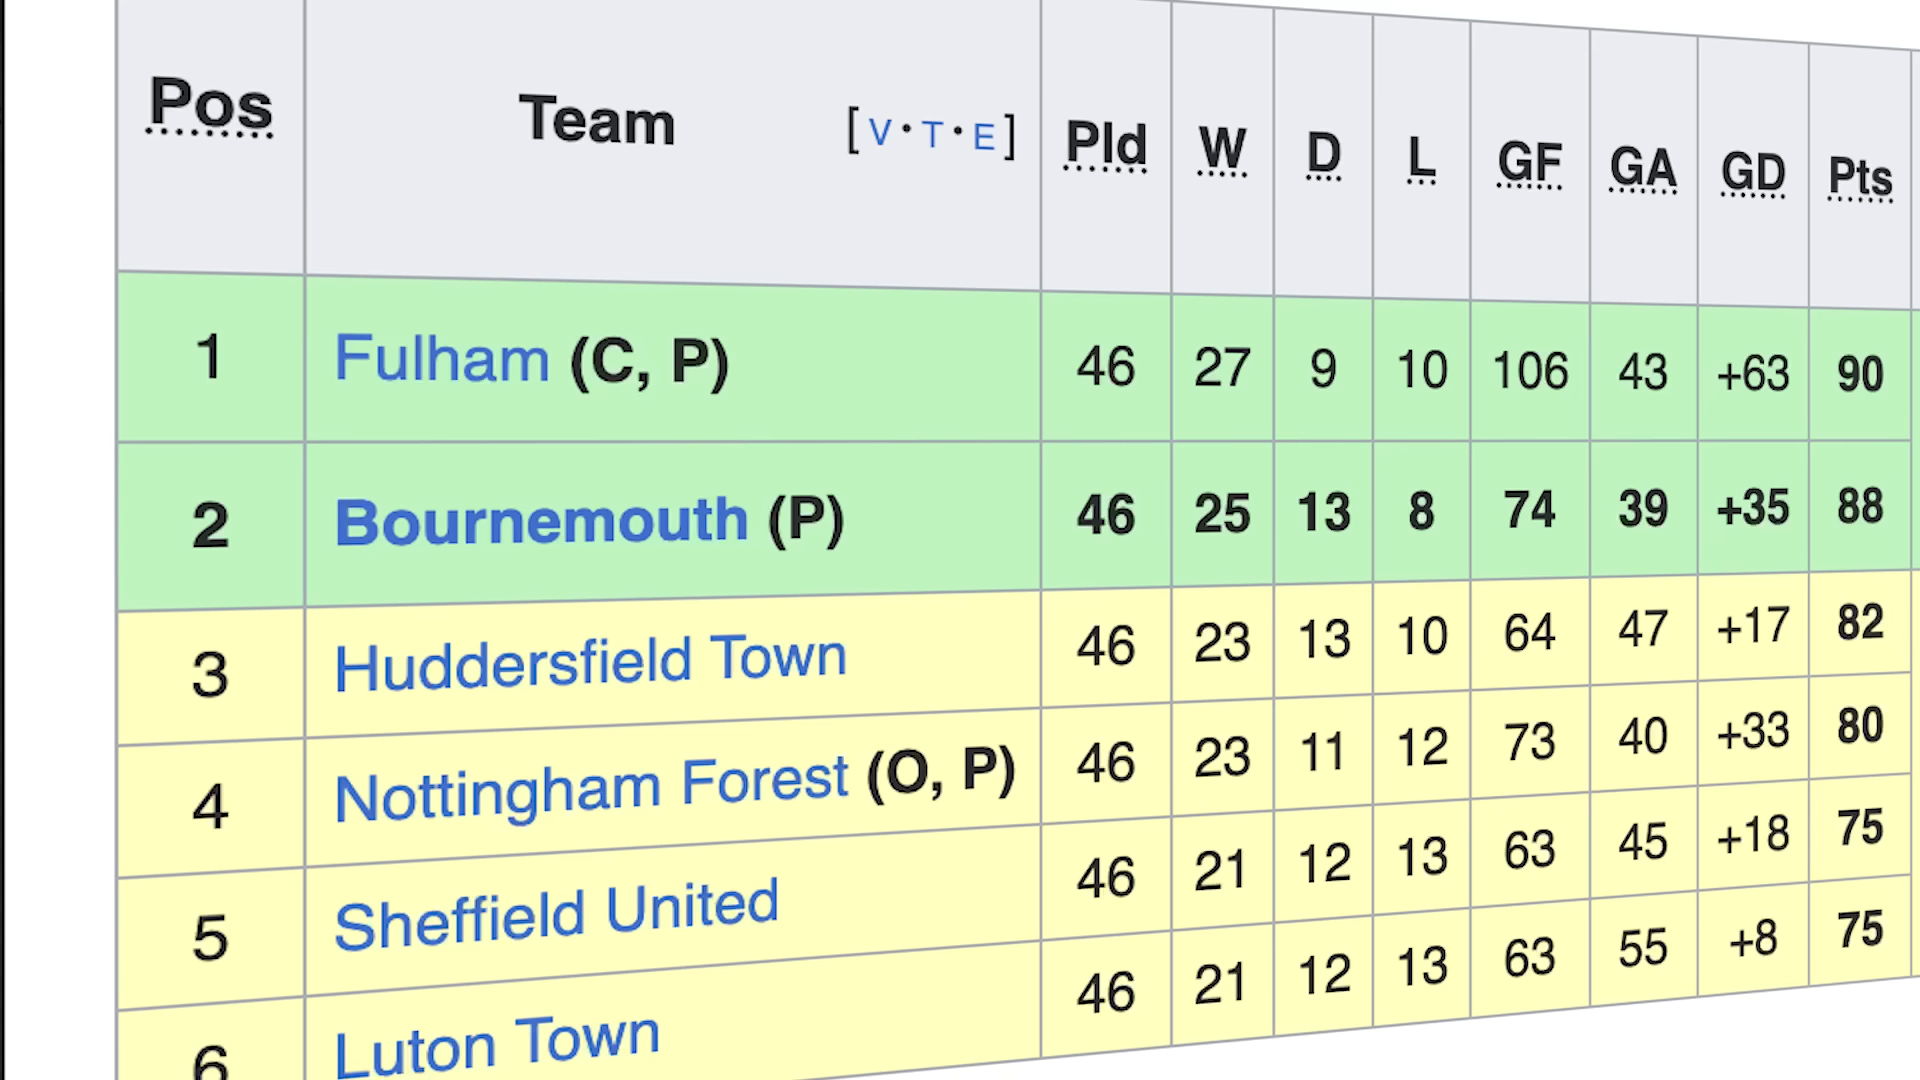 Pos Team [V·T·E] Pld W D L GF GA GD Pts
1 Fulham (C, P) 46 27 9 10 106 43 +63 90
2 Bournemouth (P) 46 25 13 8 74 39 +35 88
3 Huddersfield Town 46 23 13 10 64 47 +17 82
4 Nottingham Forest (O, P) 46 23 11 12 73 40 +33 80
5 Sheffield United 46 21 12 13 63 45 +18 75
6 Luton Town 46 21 12 13 63 55 +8 75